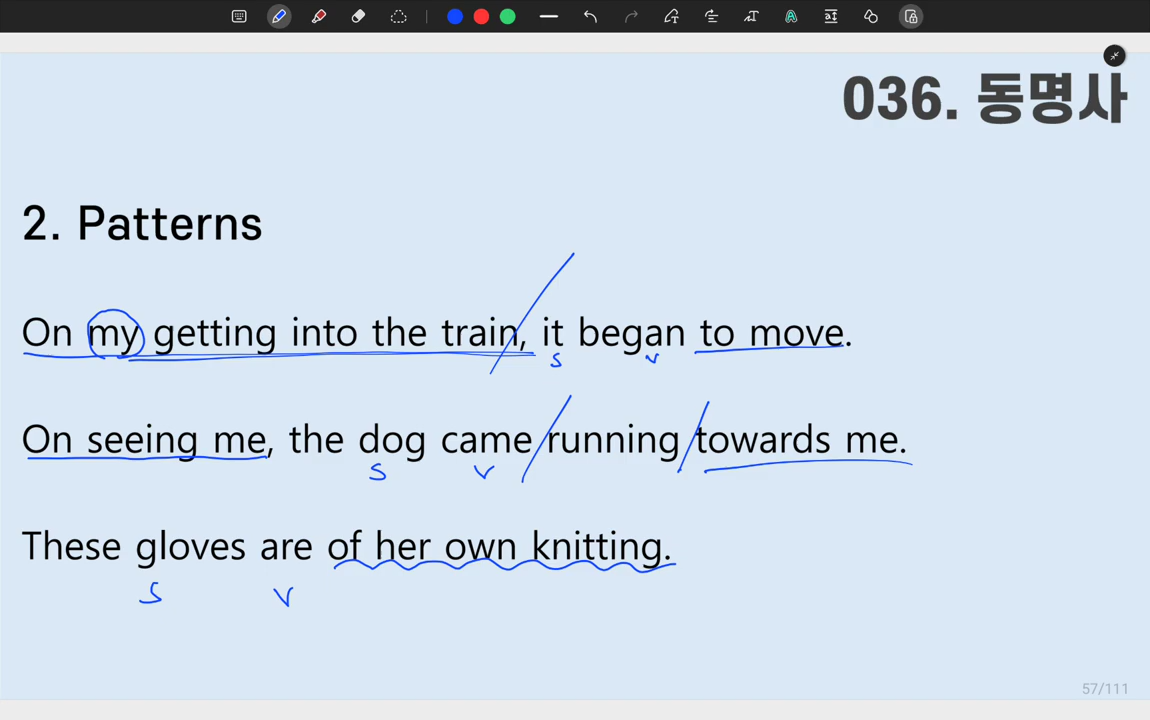 036. 동명사
2. Patterns
On my getting into the train, it began to move.
s v
On seeing me, the dog came running towards me.
s v
These gloves are of her own knitting.
s v
57/111